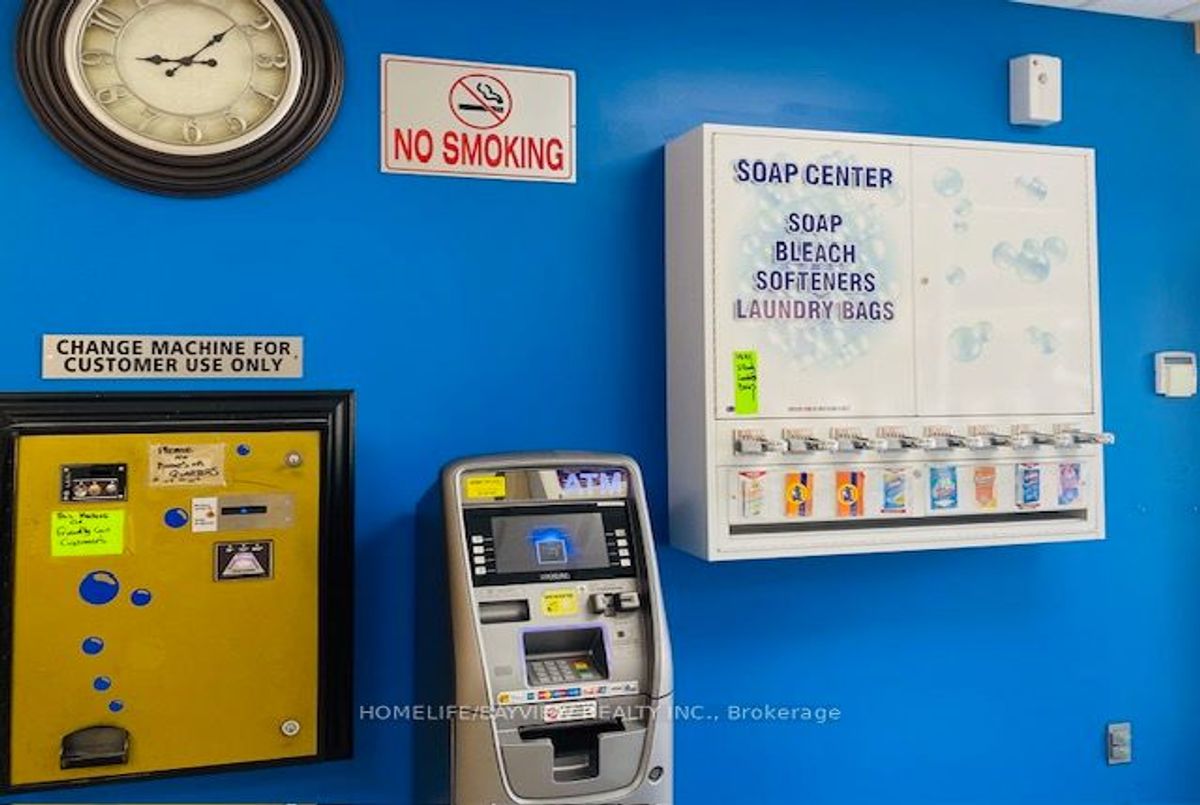 NO SMOKING
SOAP CENTER
SOAP
BLEACH
SOFTENERS
LAUNDRY BAGS
CHANGE MACHINE FOR
CUSTOMER USE ONLY
ATM
QUARTERS
HOMELIFE/BAYVIEW REALTY INC., Brokerage